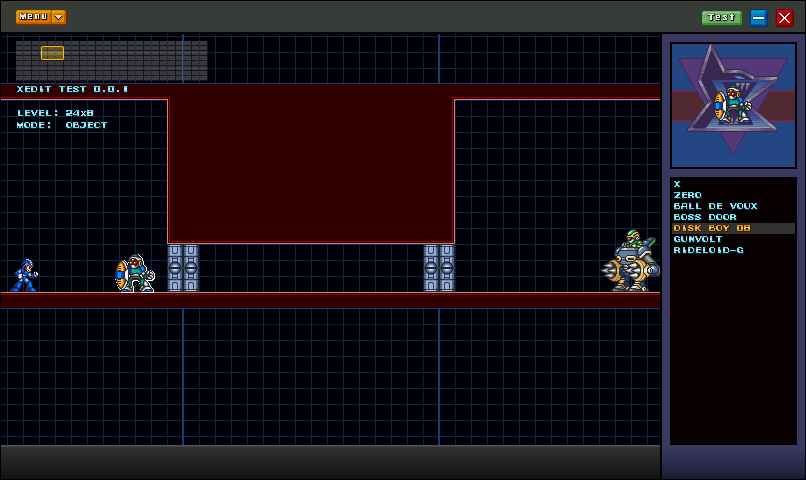 Menu
Test
XEDIT TEST 0.0.1
LEVEL: 24x8
MODE: OBJECT
X
ZERO
BALL DE VOUX
BOSS DOOR
DISK BOY 08
GUNVOLT
RIDELOID-G